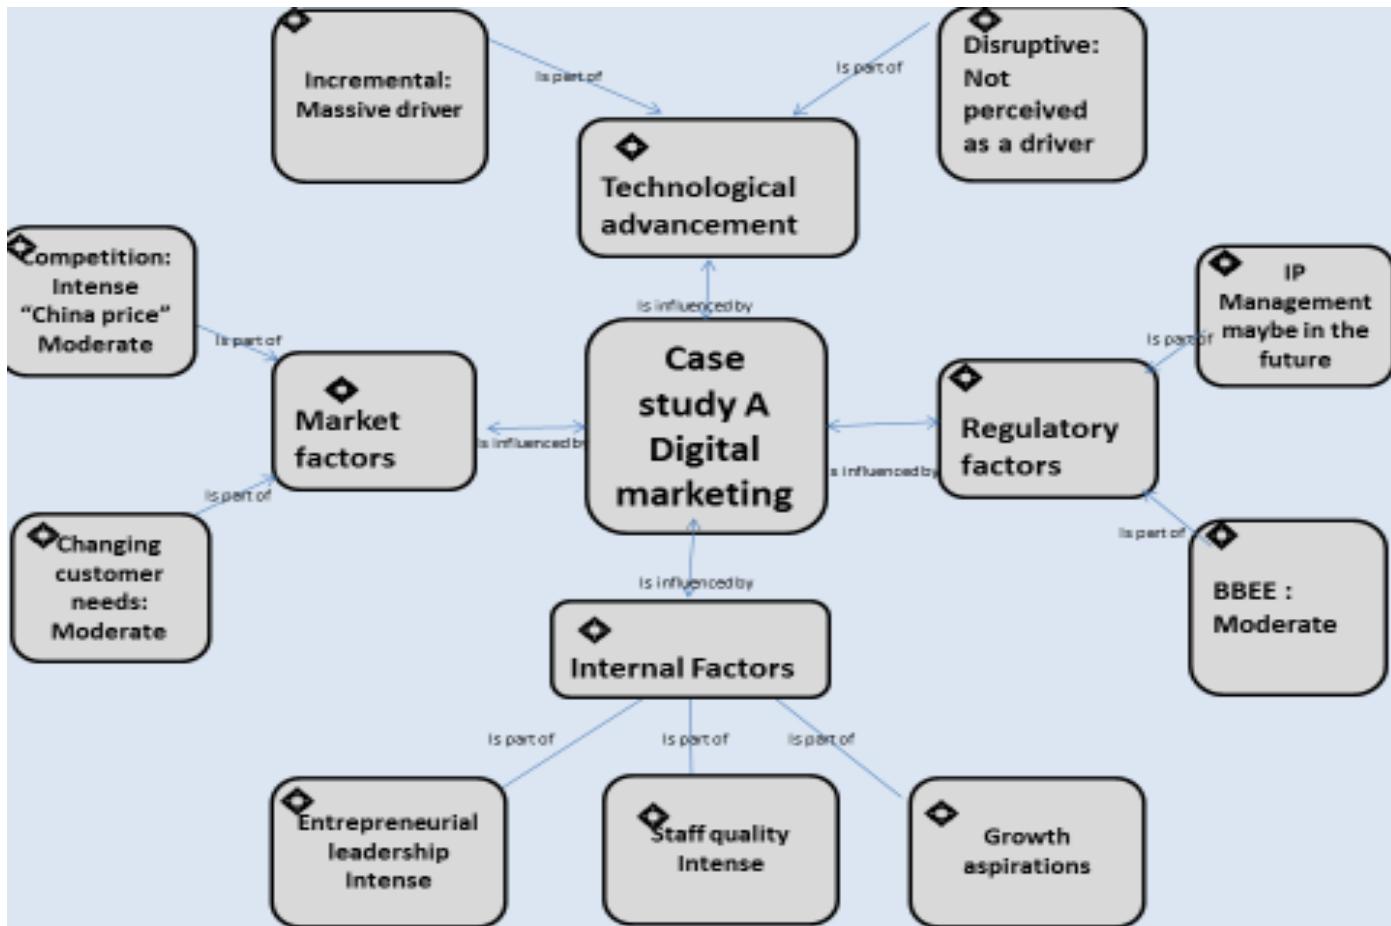 Incremental:
Massive driver
Is part of
Is part of
Disruptive:
Not
perceived
as a driver
Technological
advancement
Competition:
Intense
“China price”
Moderate
Is part of
Is influenced by
IP
Management
maybe in the
future
Is part of
Market
factors
Is influenced by
Case
study A
Digital
marketing
Regulatory
factors
Is influenced by
Is part of
Changing
customer
needs:
Moderate
Is part of
BBEE :
Moderate
Is influenced by
Internal Factors
Is part of
Is part of
Is part of
Entrepreneurial
leadership
Intense
Staff quality
Intense
Growth
aspirations